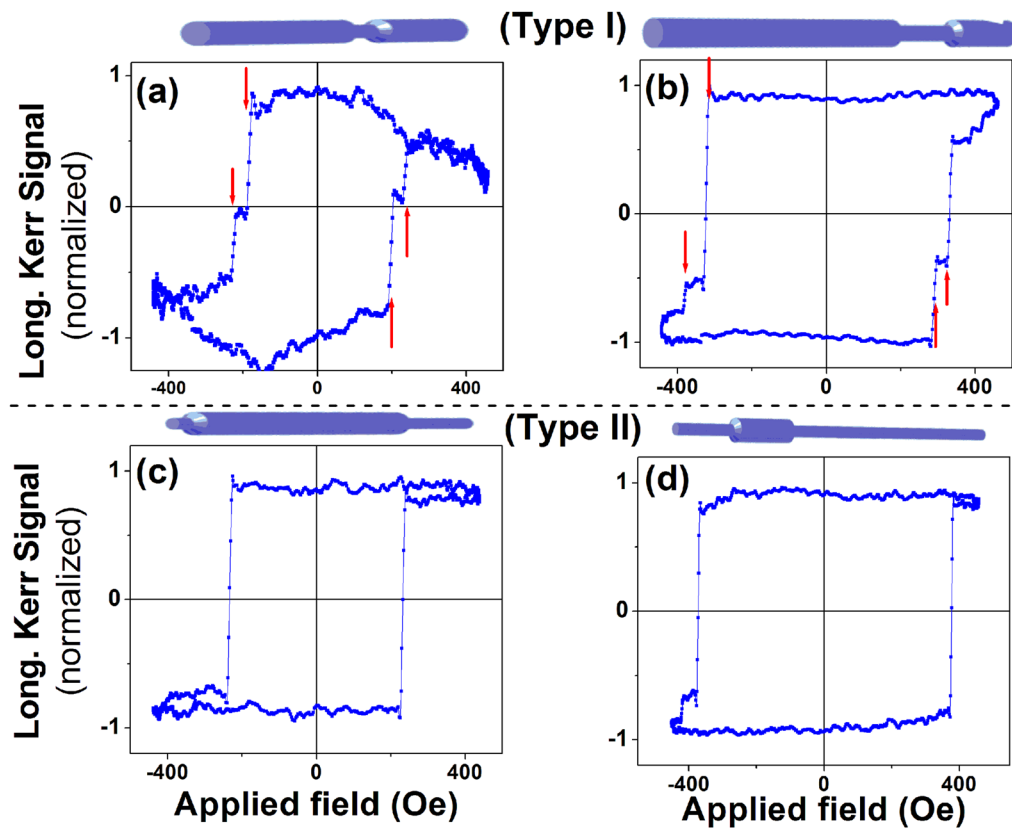 (Type I)
(a)
1
0
-1
-400
0
400
Long. Kerr Signal
(normalized)
(b)
1
0
-1
-400
0
400
(Type II)
(c)
1
0
-1
-400
0
400
Long. Kerr Signal
(normalized)
Applied field (Oe)
(d)
1
0
-1
-400
0
400
Applied field (Oe)